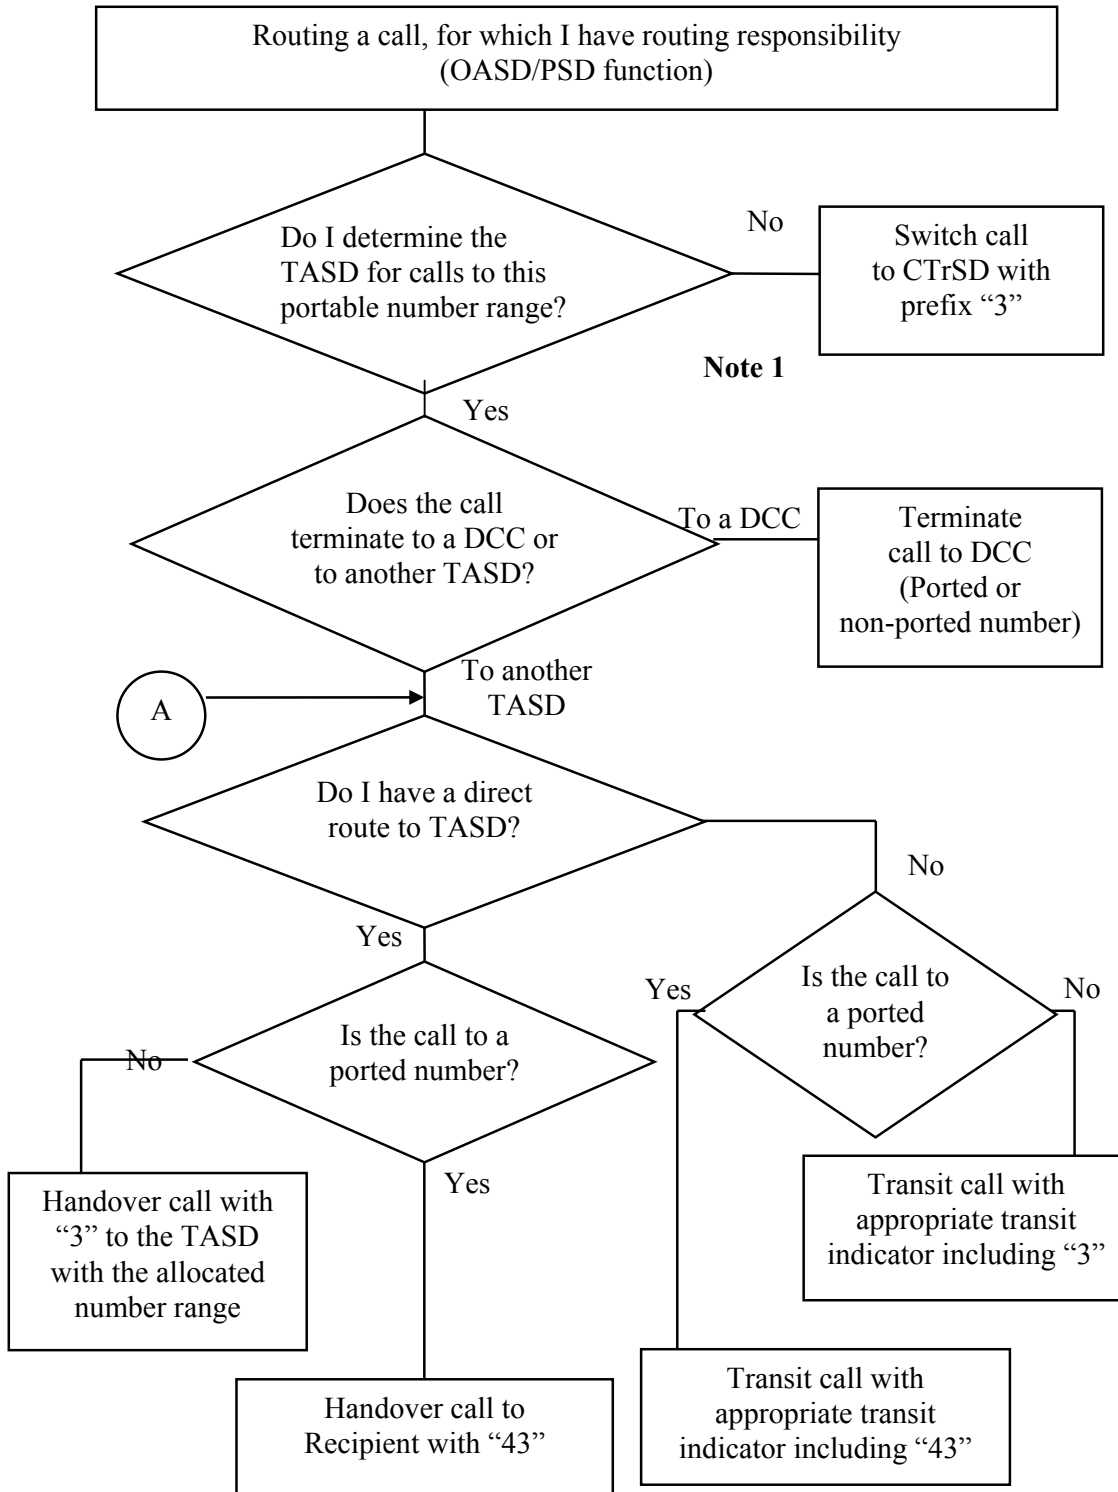 Routing a call, for which I have routing responsibility
(OASD/PSD function)
Do I determine the
TASD for calls to this
portable number range?
No
Switch call
to CTrSD with
prefix “3”
Note 1
Yes
Does the call
terminate to a DCC or
to another TASD?
To a DCC
Terminate
call to DCC
(Ported or
non-ported number)
To another
TASD
A
Do I have a direct
route to TASD?
No
Yes
Is the call to
a ported
number?
Yes
No
Is the call to a
ported number?
No
Yes
Handover call with
“3” to the TASD
with the allocated
number range
Transit call with
appropriate transit
indicator including “3”
Handover call to
Recipient with “43”
Transit call with
appropriate transit
indicator including “43”